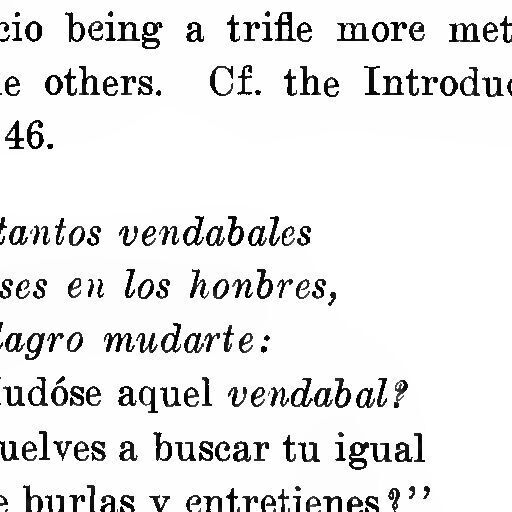 cio being a trifle more met
e others. Cf. the Introduc
46.
tantos vendabales
ses en los honbres,
lagro mudarte:
udóse aquel vendabal?
uelves a buscar tu igual
e burlas y entretienes?”